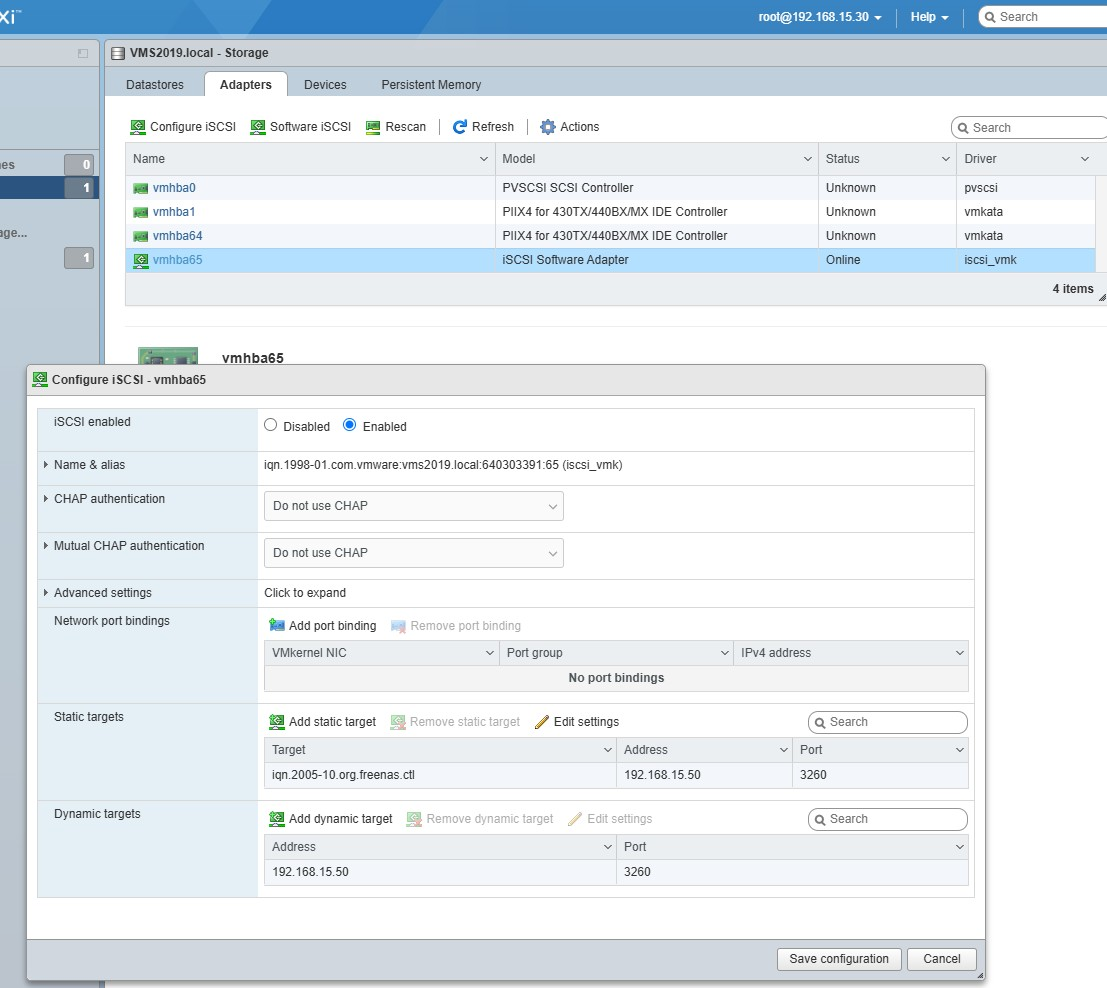 Xi™
root@192.168.15.30 Help Search
VMS2019.local - Storage
Datastores Adapters Devices Persistent Memory
Configure iSCSI Software iSCSI Rescan Refresh Actions Search
Name Model Status Driver
nes 0
vmhba0 PVSCSI SCSI Controller Unknown pvscsi
1
vmhba1 PIIX4 for 430TX/440BX/MX IDE Controller Unknown vmkata
age...
vmhba64 PIIX4 for 430TX/440BX/MX IDE Controller Unknown vmkata
1
vmhba65 iSCSI Software Adapter Online iscsi_vmk
4 items
vmhba65
Configure iSCSI - vmhba65
iSCSI enabled Disabled Enabled
Name & alias iqn.1998-01.com.vmware:vms2019.local:640303391:65 (iscsi_vmk)
CHAP authentication Do not use CHAP
Mutual CHAP authentication Do not use CHAP
Advanced settings Click to expand
Network port bindings Add port binding Remove port binding
VMkernel NIC Port group IPv4 address
No port bindings
Static targets Add static target Remove static target Edit settings Search
Target Address Port
iqn.2005-10.org.freenas.ctl 192.168.15.50 3260
Dynamic targets Add dynamic target Remove dynamic target Edit settings Search
Address Port
192.168.15.50 3260
Save configuration Cancel